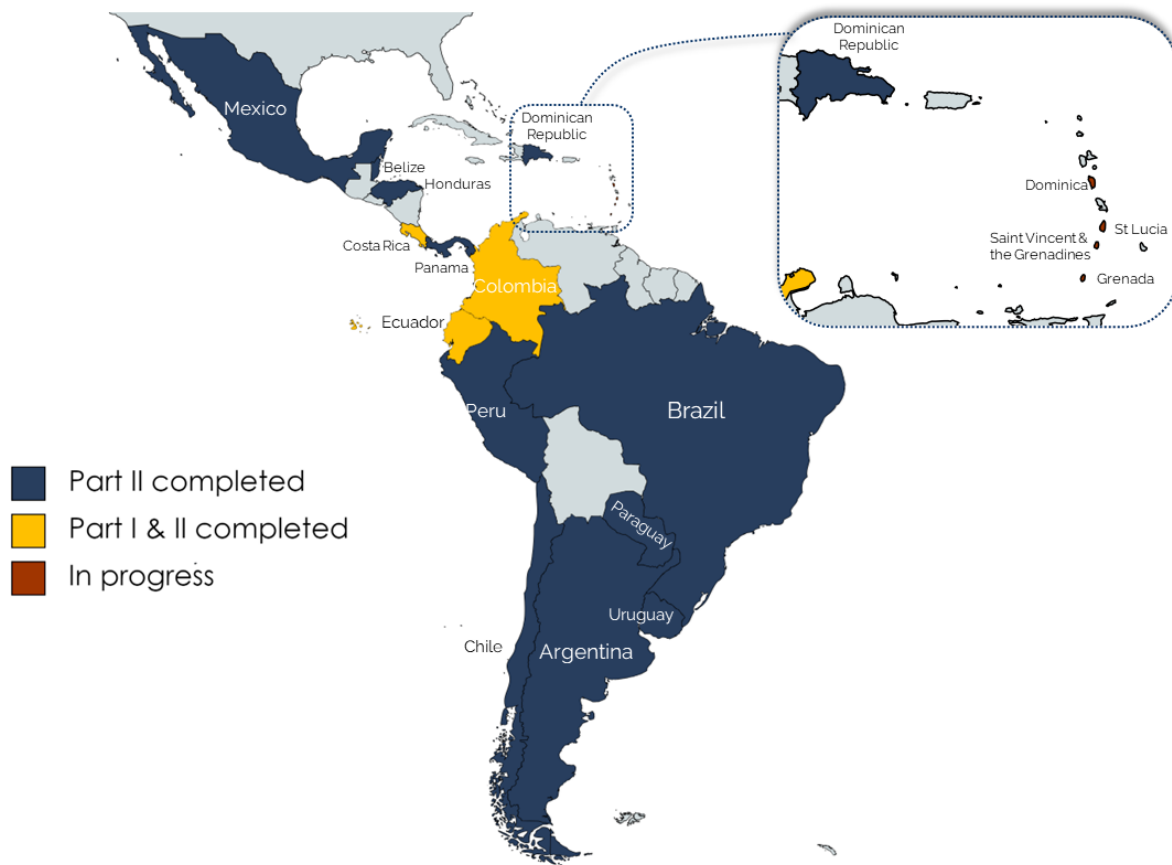 Mexico
Dominican
Republic
Belize
Honduras
Costa Rica
Panama
Colombia
Ecuador
Peru
Brazil
Paraguay
Uruguay
Chile
Argentina
Dominican
Republic
Dominica
St Lucia
Saint Vincent &
the Grenadines
Grenada
Part II completed
Part I & II completed
In progress